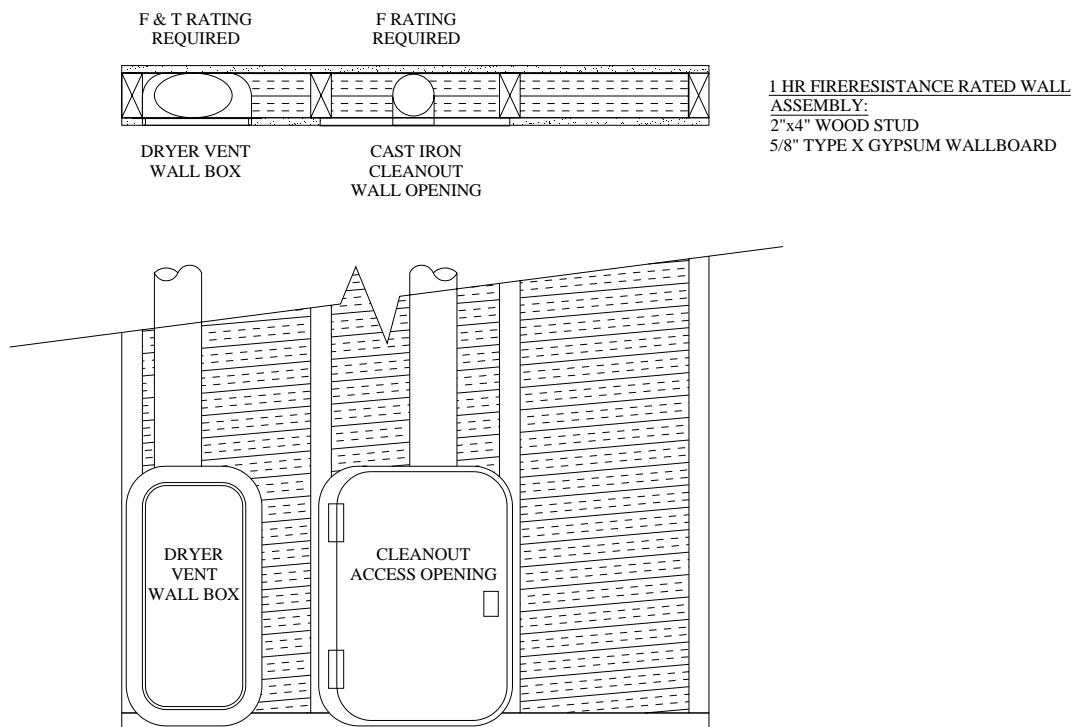 F & T RATING
REQUIRED
F RATING
REQUIRED
1 HR FIRERESISTANCE RATED WALL
ASSEMBLY:
2"x4" WOOD STUD
5/8" TYPE X GYPSUM WALLBOARD
DRYER VENT
WALL BOX
CAST IRON
CLEANOUT
WALL OPENING
DRYER
VENT
WALL BOX
CLEANOUT
ACCESS OPENING